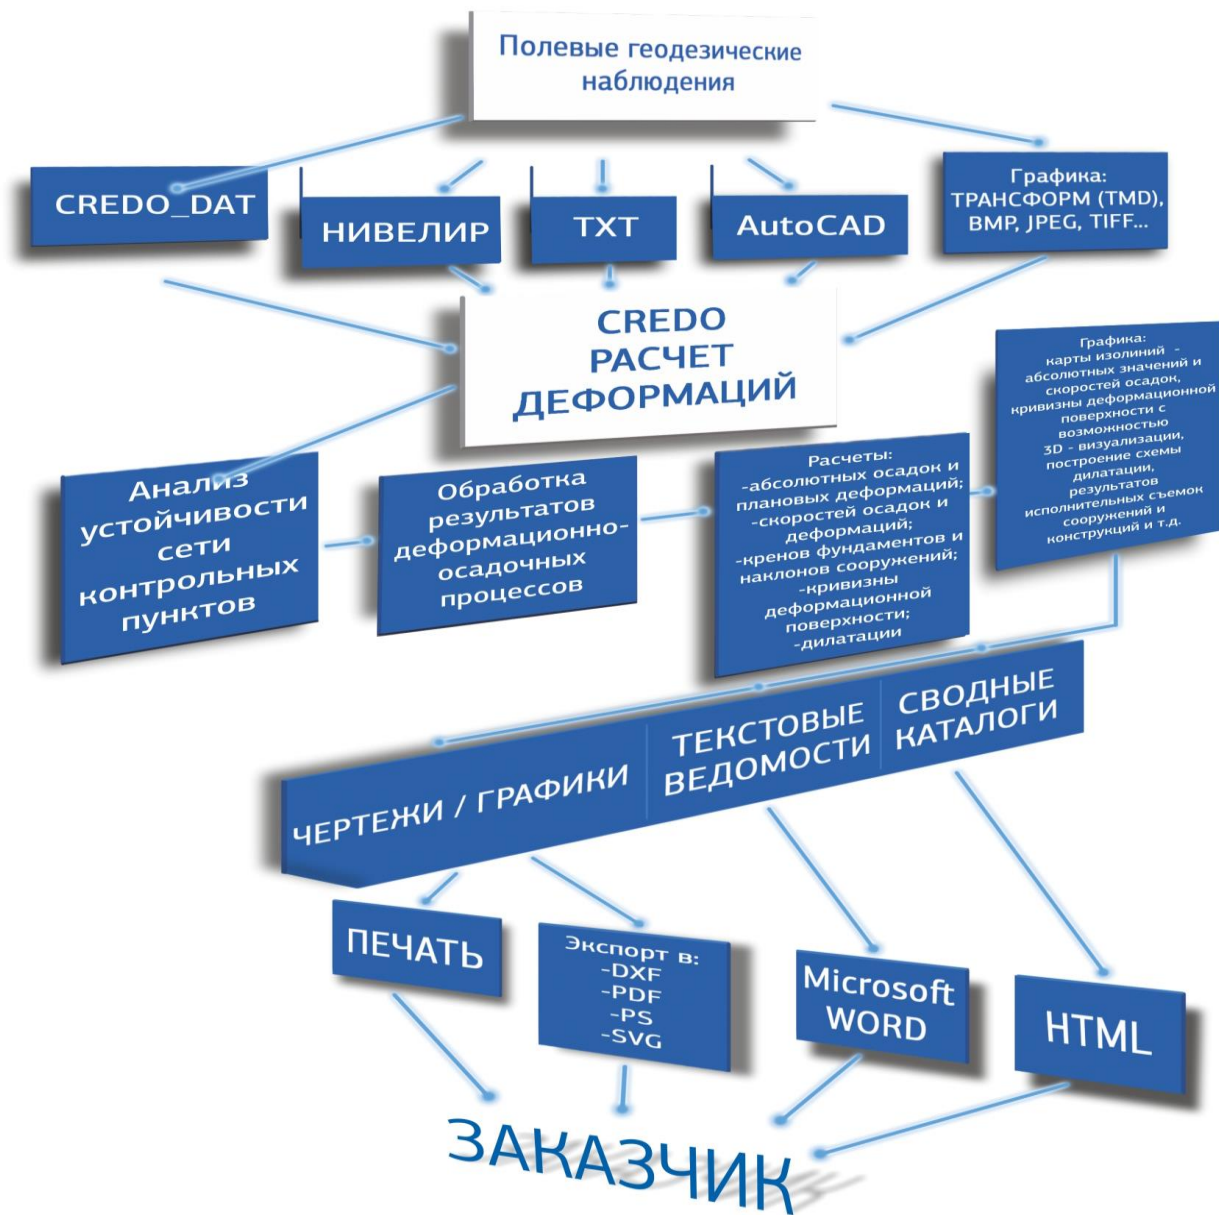 Полевые геодезические
наблюдения
CREDO_DAT
НИВЕЛИР
TXT
AutoCAD
Графика:
ТРАНСФОРМ (TMD),
BMP, JPEG, TIFF...
CREDO
РАСЧЕТ
ДЕФОРМАЦИЙ
Анализ
устойчивости
сети
контрольных
пунктов
Обработка
результатов
деформационно-
осадочных
процессов
Расчеты:
-абсолютных осадок и
плановых деформаций;
-скоростей осадок и
деформаций;
-кренов фундаментов и
наклонов сооружений;
-кривизны
деформационной
поверхности;
-дилатации
Графика:
карты изолиний -
абсолютных значений и
скоростей осадок,
кривизны деформационной
поверхности с
возможностью
3D - визуализации,
построение схемы
дилатации,
результатов
исполнительных съемок
сооружений и
конструкций и т.д.
ЧЕРТЕЖИ / ГРАФИКИ
ТЕКСТОВЫЕ
ВЕДОМОСТИ
СВОДНЫЕ
КАТАЛОГИ
ПЕЧАТЬ
Экспорт в:
-DXF
-PDF
-PS
-SVG
Microsoft
WORD
HTML
ЗАКАЗЧИК